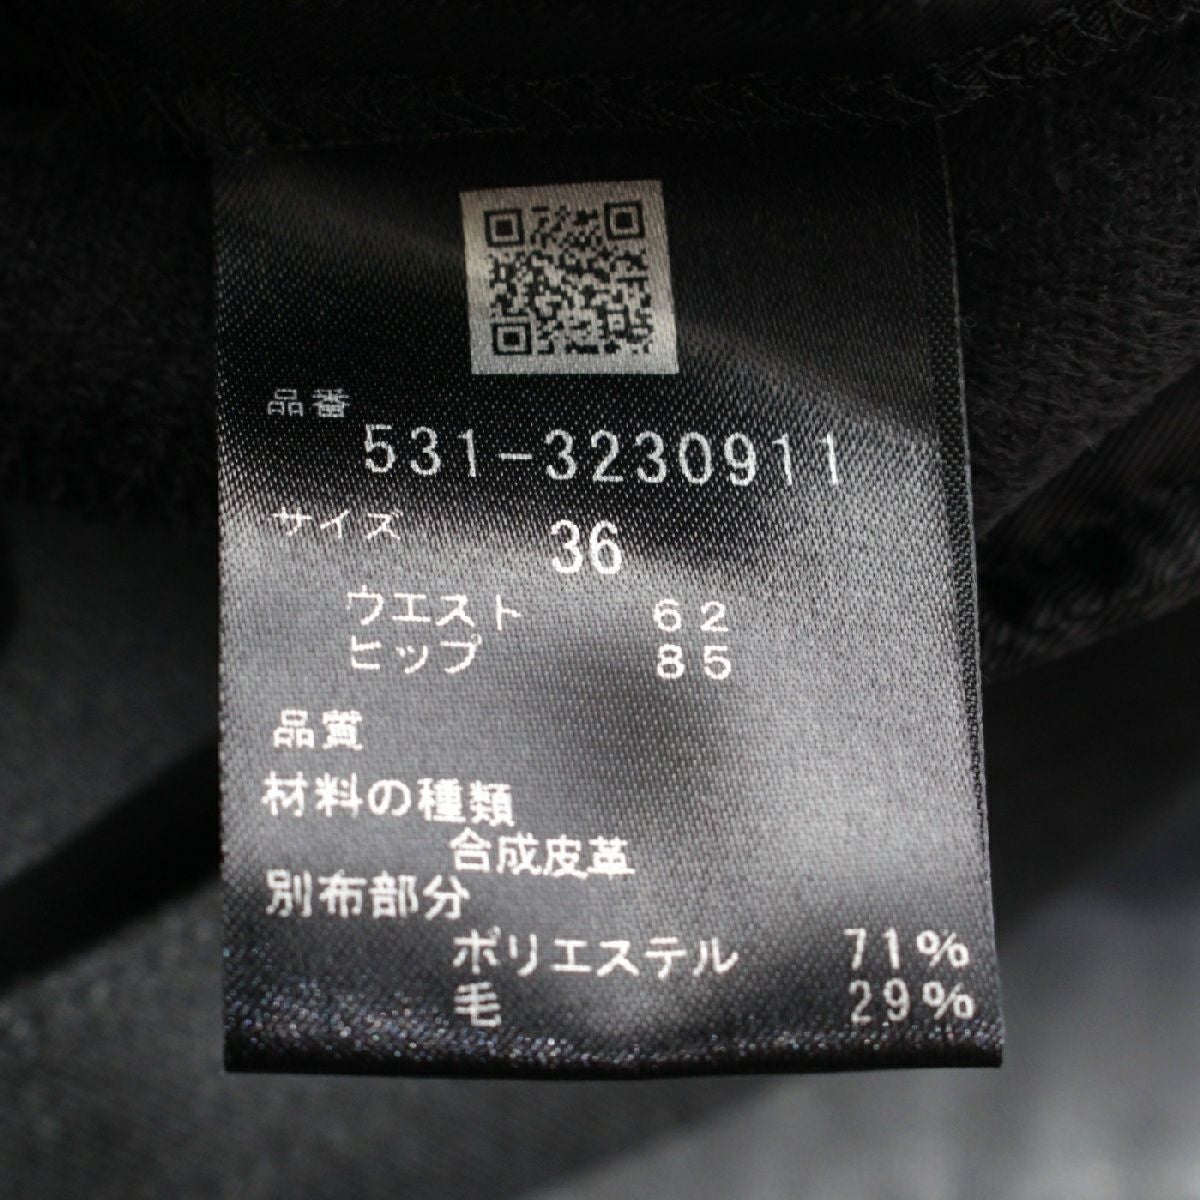 品番
531-3230911
サイズ 36
ウエスト 62
ヒップ 85
品質
材料の種類
合成皮革
別布部分
ポリエステル 71%
毛 29%